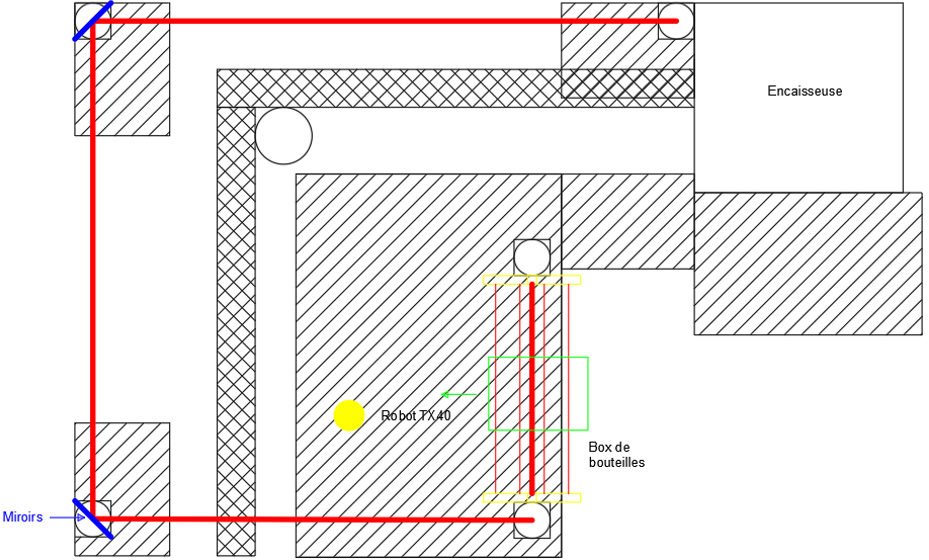 Encaisseuse
Robot TX40
Box de
bouteilles
Miroirs